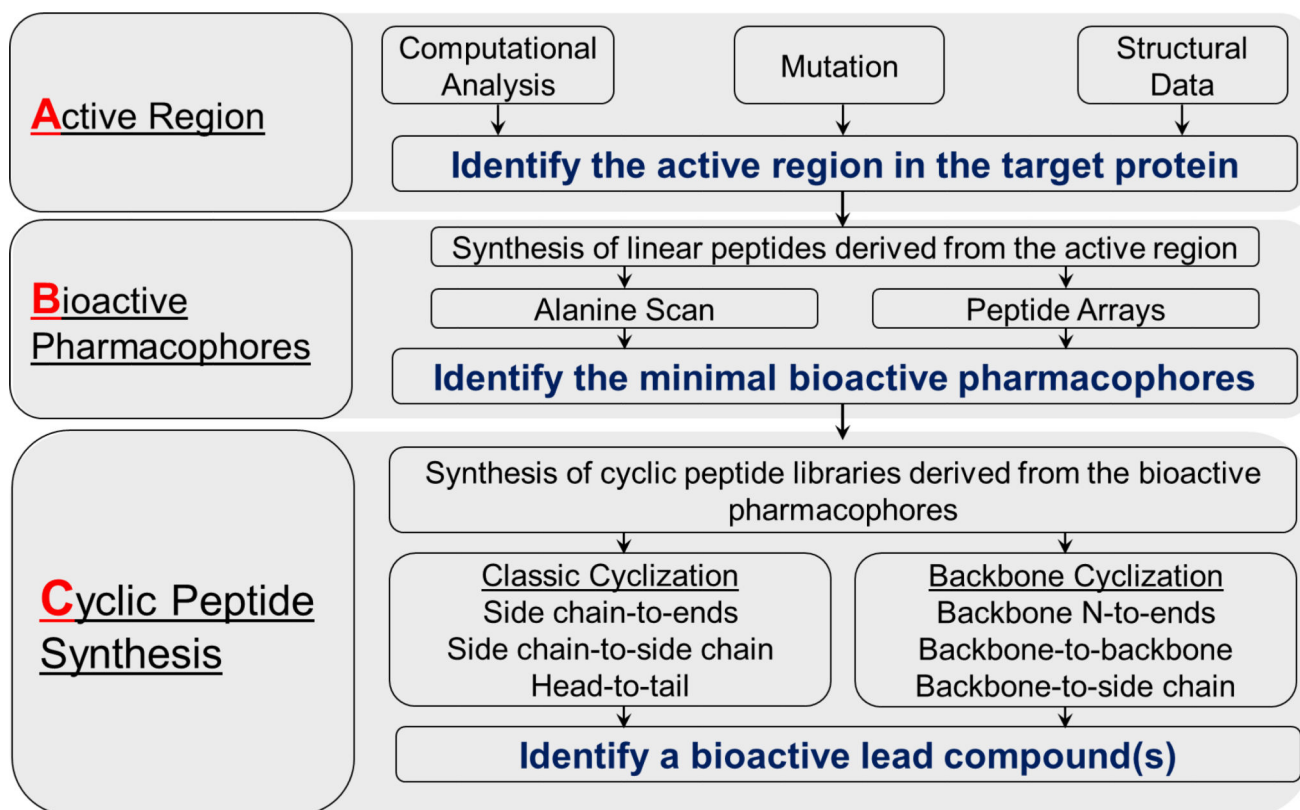 Active Region
Computational
Analysis
Mutation
Structural
Data
Identify the active region in the target protein
Bioactive
Pharmacophores
Synthesis of linear peptides derived from the active region
Alanine Scan
Peptide Arrays
Identify the minimal bioactive pharmacophores
Cyclic Peptide
Synthesis
Synthesis of cyclic peptide libraries derived from the bioactive
pharmacophores
Classic Cyclization
Side chain-to-ends
Side chain-to-side chain
Head-to-tail
Backbone Cyclization
Backbone N-to-ends
Backbone-to-backbone
Backbone-to-side chain
Identify a bioactive lead compound(s)